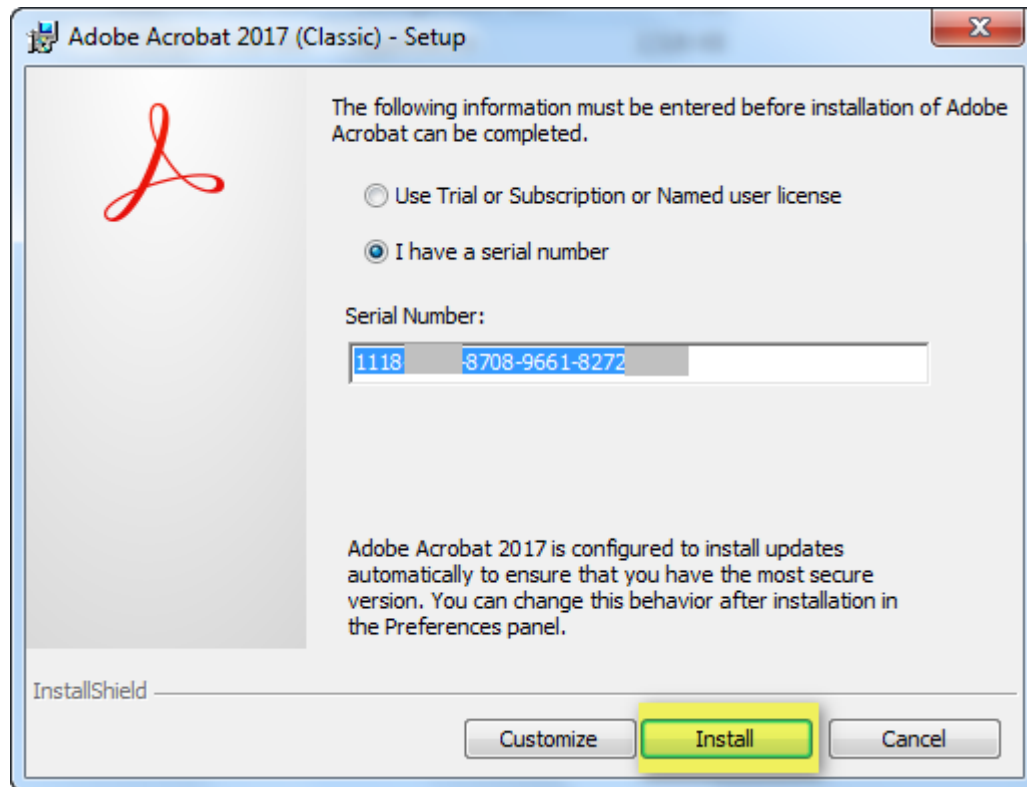 Adobe Acrobat 2017 (Classic) - Setup
The following information must be entered before installation of Adobe
Acrobat can be completed.
Use Trial or Subscription or Named user license
I have a serial number
Serial Number:
1118- -8708-9661-8272
Adobe Acrobat 2017 is configured to install updates
automatically to ensure that you have the most secure
version. You can change this behavior after installation in
the Preferences panel.
InstallShield
Customize Install Cancel